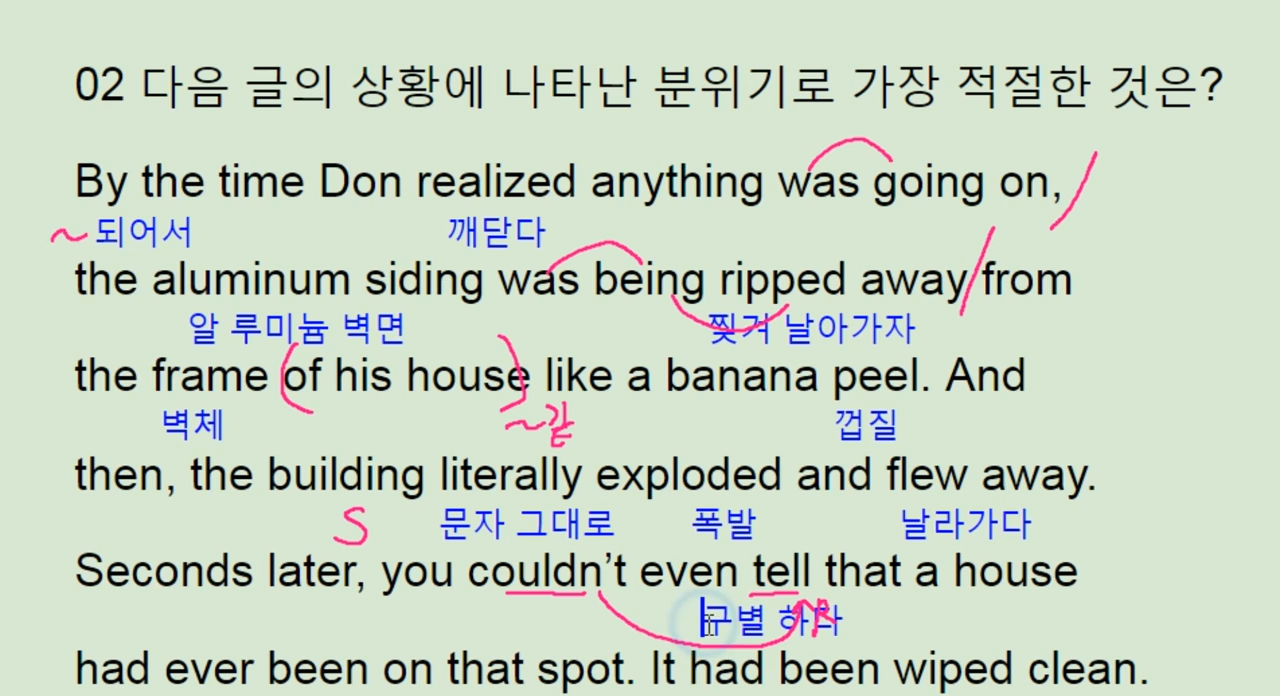 02 다음 글의 상황에 나타난 분위기로 가장 적절한 것은?
By the time Don realized anything was going on,
~되어서 깨닫다
the aluminum siding was being ripped away from
알 루미늄 벽면 찢겨 날아가자
the frame of his house like a banana peel. And
벽체 ~같 껍질
then, the building literally exploded and flew away.
S 문자 그대로 폭발 날라가다
Seconds later, you couldn’t even tell that a house
구별 하다
had ever been on that spot. It had been wiped clean.